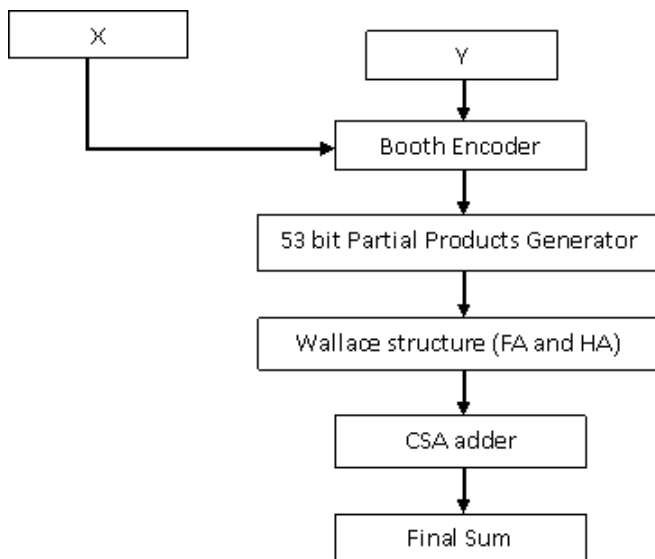 X
Y
Booth Encoder
53 bit Partial Products Generator
Wallace structure (FA and HA)
CSA adder
Final Sum